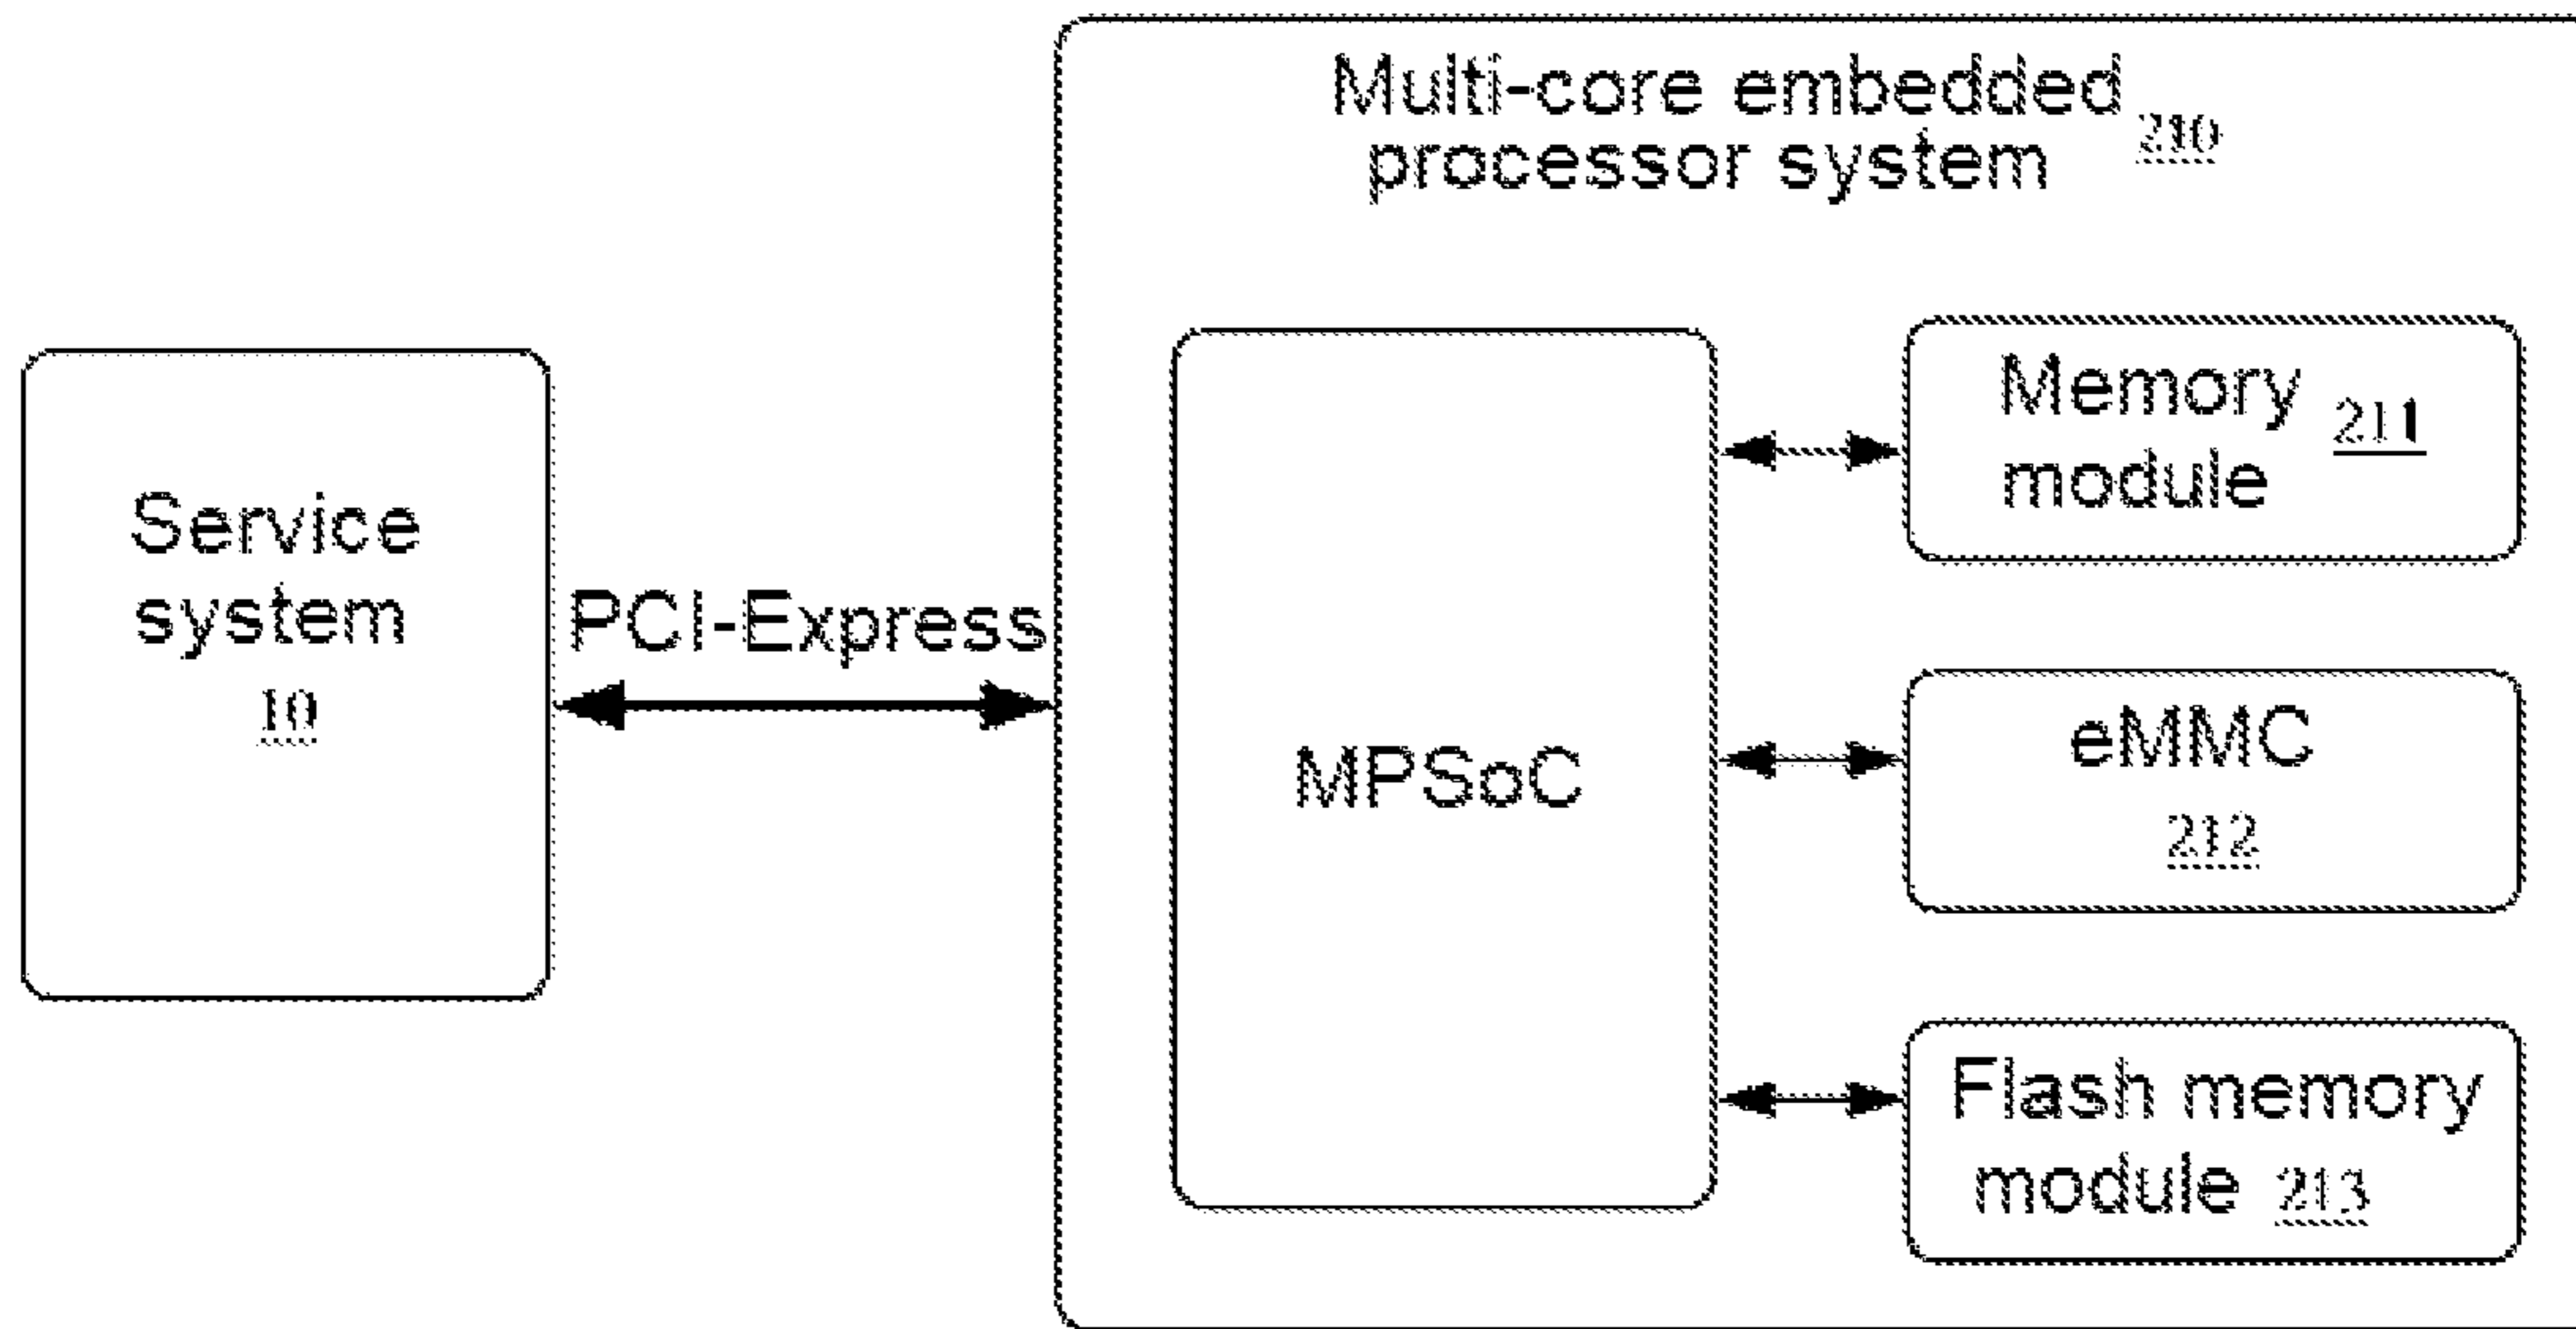 Multi-core embedded
processor system 210
Service
system
10
PCI-Express
MPSoC
Memory 211
module
eMMC
212
Flash memory
module 213